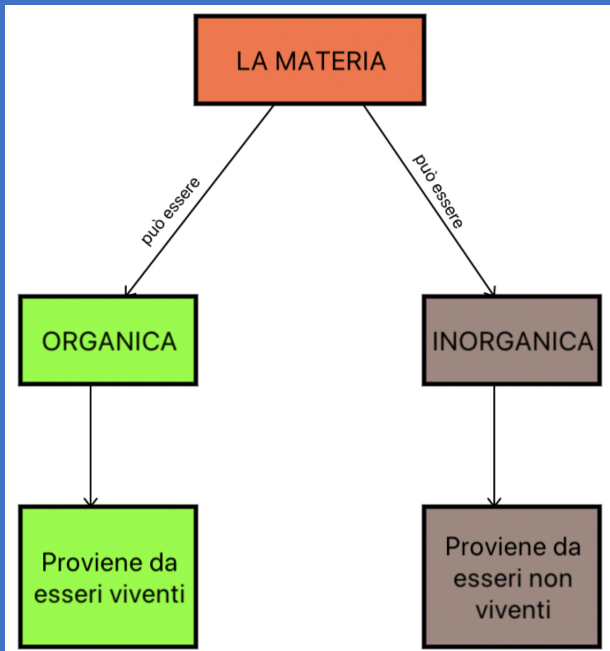 LA MATERIA
può essere
può essere
ORGANICA
INORGANICA
Proviene da
esseri viventi
Proviene da
esseri non
viventi